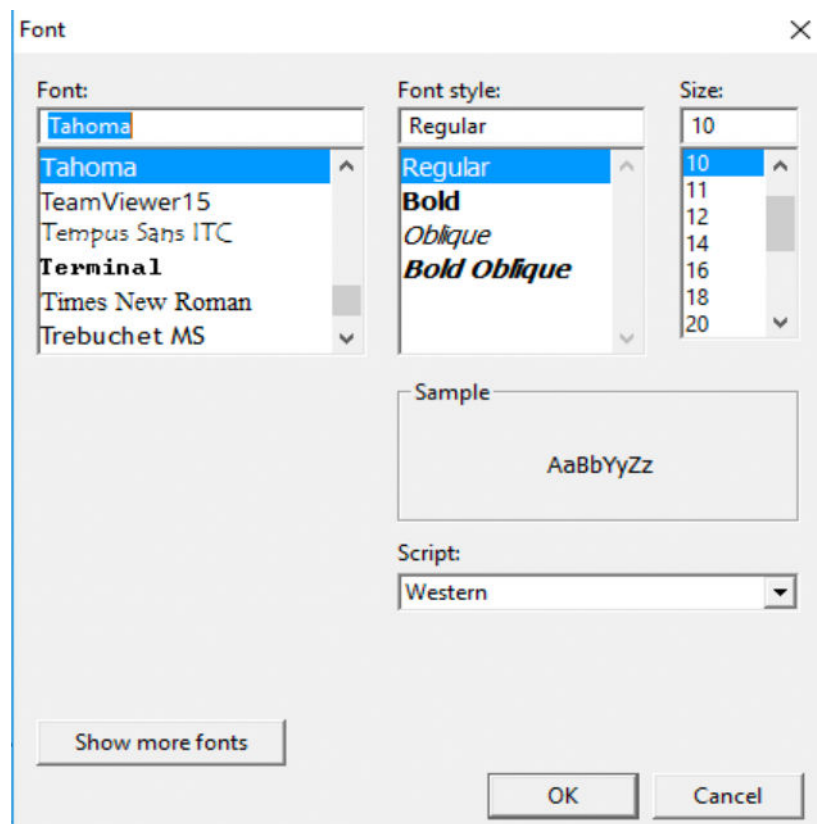 Font
Font:
Tahoma
Tahoma
TeamViewer15
Tempus Sans ITC
Terminal
Times New Roman
Trebuchet MS
Font style:
Regular
Regular
Bold
Oblique
Bold Oblique
Size:
10
10
11
12
14
16
18
20
Sample
AaBbYyZz
Script:
Western
Show more fonts
OK
Cancel